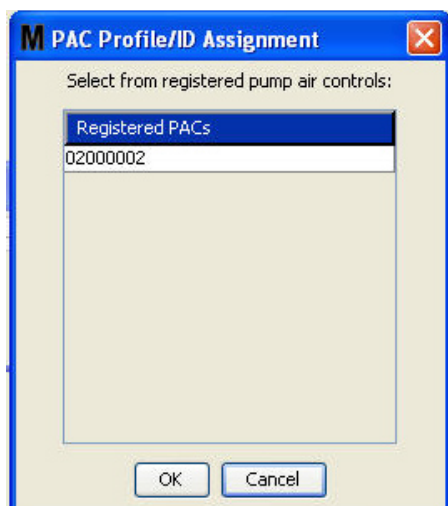 M PAC Profile/ID Assignment
Select from registered pump air controls:
Registered PACs
02000002
OK Cancel